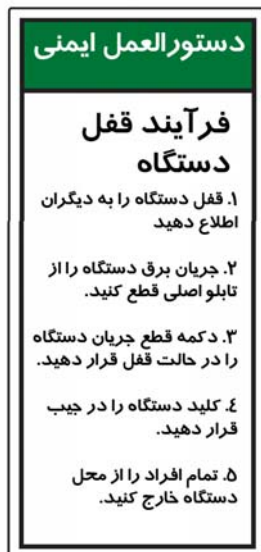 دستورالعمل ایمنی
فرآیند قفل
دستگاه
۱. قفل دستگاه را به دیگران
اطلاع دهید
۲. جریان برق دستگاه را از
تابلو اصلی قطع کنید.
۳. دکمه قطع جریان دستگاه
را در حالت قفل قرار دهید.
۴. کلید دستگاه را در جیب
قرار دهید.
۵. تمام افراد را از محل
دستگاه خارج کنید.